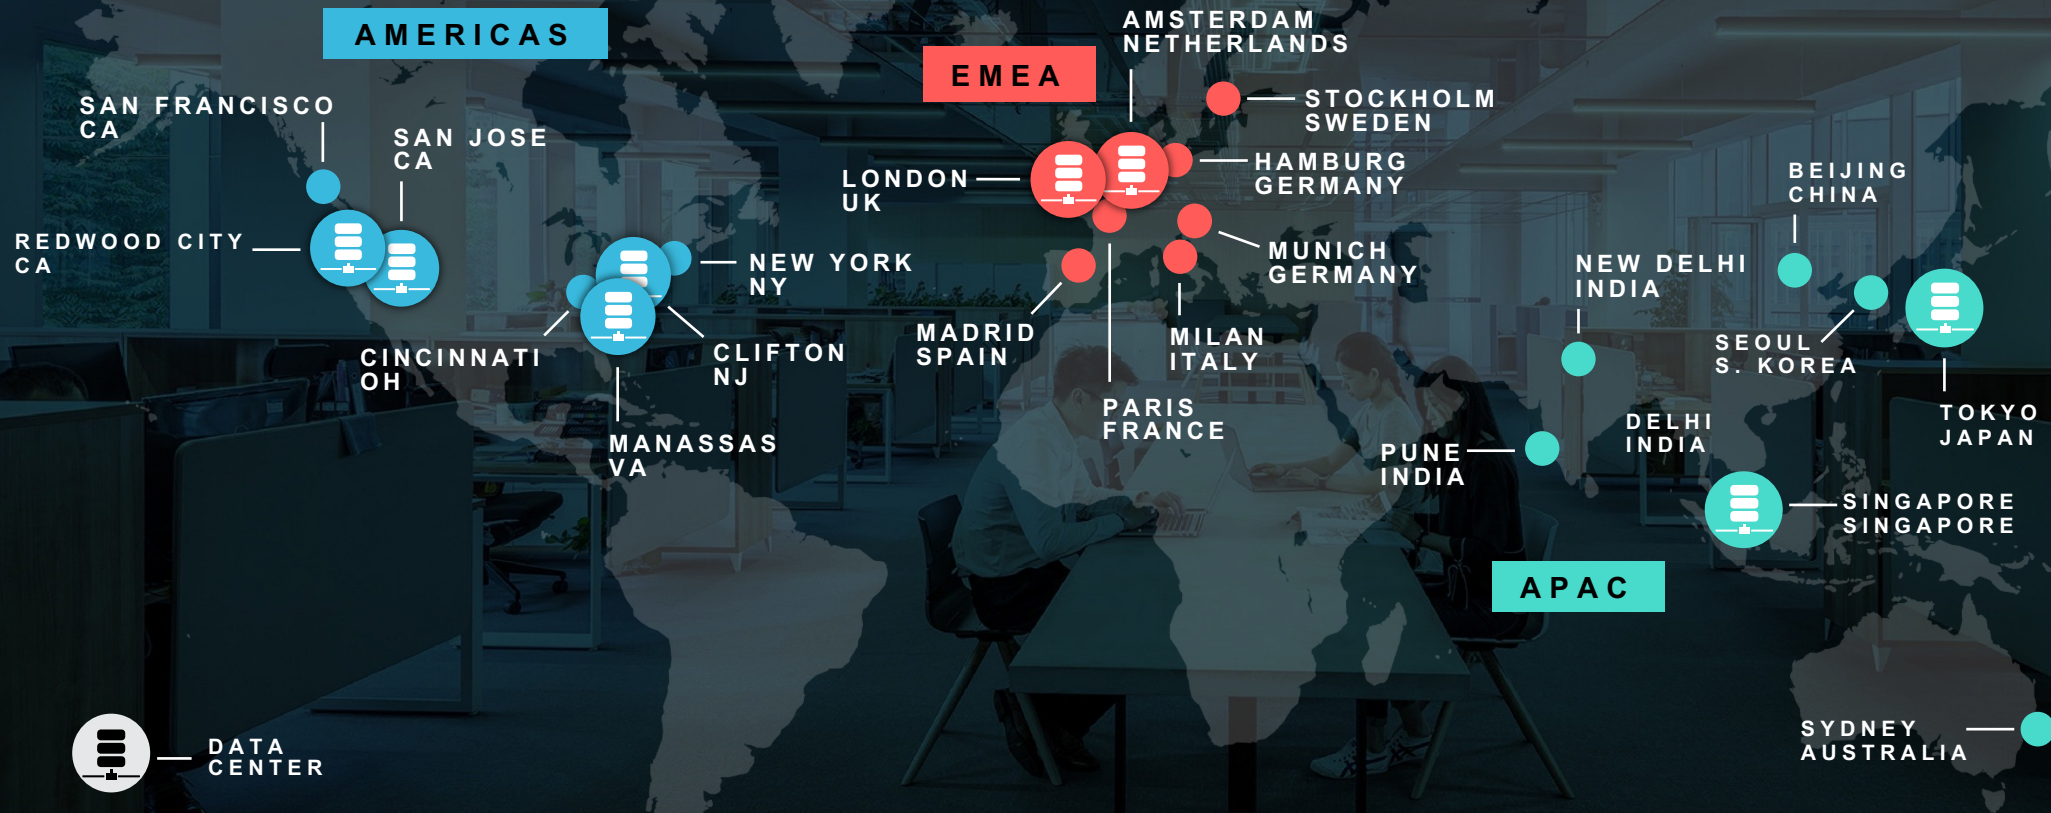 AMERICAS
SAN FRANCISCO
CA
SAN JOSE
CA
REDWOOD CITY
CA
NEW YORK
NY
CINCINNATI
OH
CLIFTON
NJ
MANASSAS
VA
EMEA
AMSTERDAM
NETHERLANDS
STOCKHOLM
SWEDEN
LONDON
UK
HAMBURG
GERMANY
MUNICH
GERMANY
MADRID
SPAIN
MILAN
ITALY
PARIS
FRANCE
BEIJING
CHINA
NEW DELHI
INDIA
SEOUL
S. KOREA
TOKYO
JAPAN
DELHI
INDIA
PUNE
INDIA
SINGAPORE
SINGAPORE
APAC
SYDNEY
AUSTRALIA
DATA
CENTER